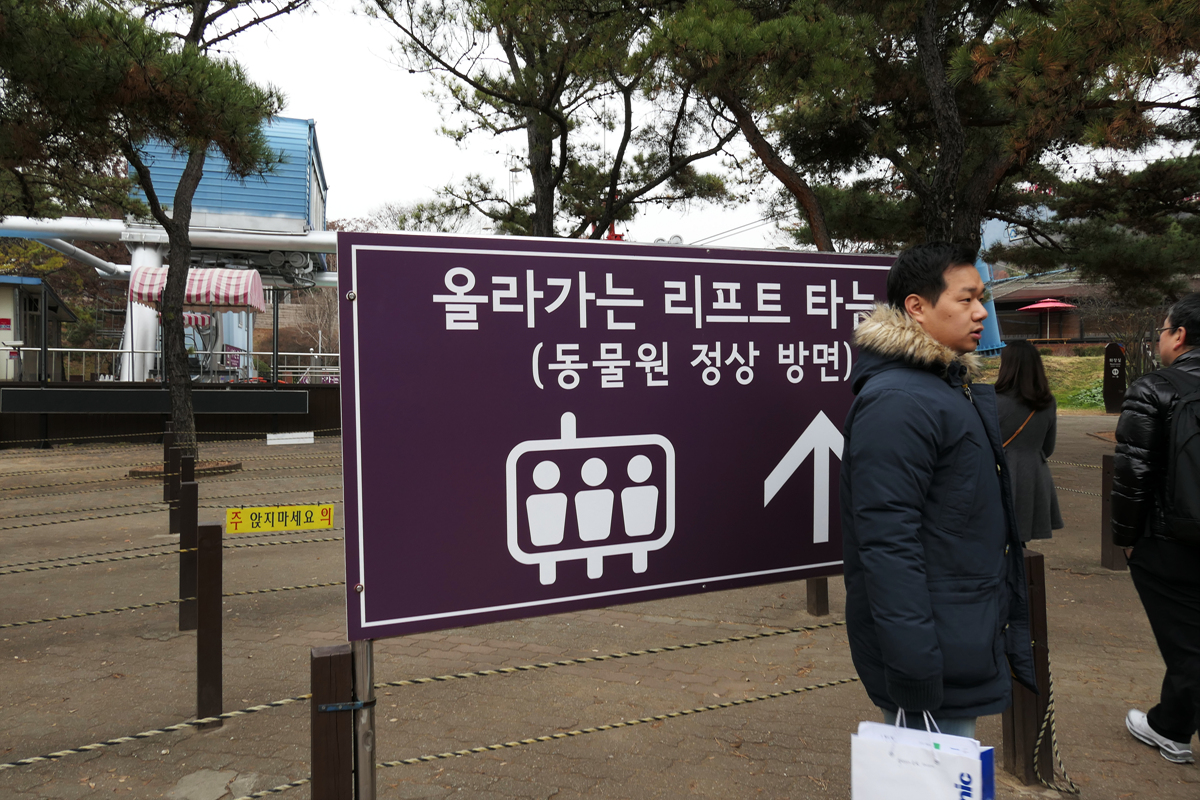 올라가는 리프트 타는
(동물원 정상 방면)
주 앉지마세요 의
nic